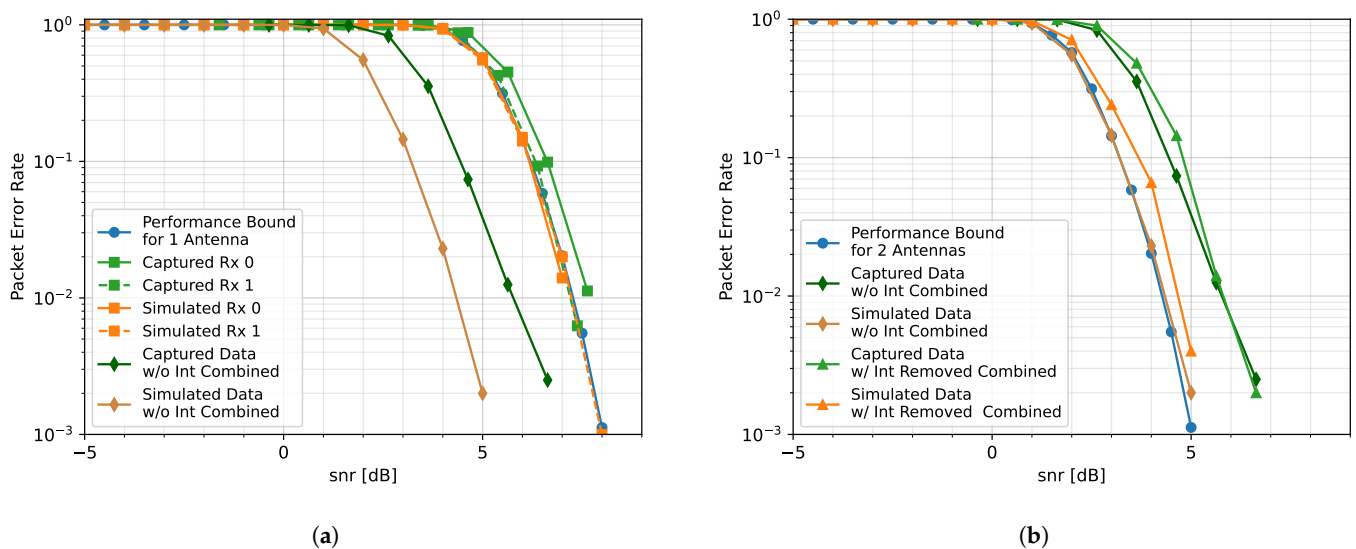 10⁰
10⁻¹
10⁻²
10⁻³
Packet Error Rate
Performance Bound
for 1 Antenna
Captured Rx 0
Captured Rx 1
Simulated Rx 0
Simulated Rx 1
Captured Data
w/o Int Combined
Simulated Data
w/o Int Combined
−5 0 5
snr [dB]
(a)
10⁰
10⁻¹
10⁻²
10⁻³
Packet Error Rate
Performance Bound
for 2 Antennas
Captured Data
w/o Int Combined
Simulated Data
w/o Int Combined
Captured Data
w/ Int Removed Combined
Simulated Data
w/ Int Removed  Combined
−5 0 5
snr [dB]
(b)